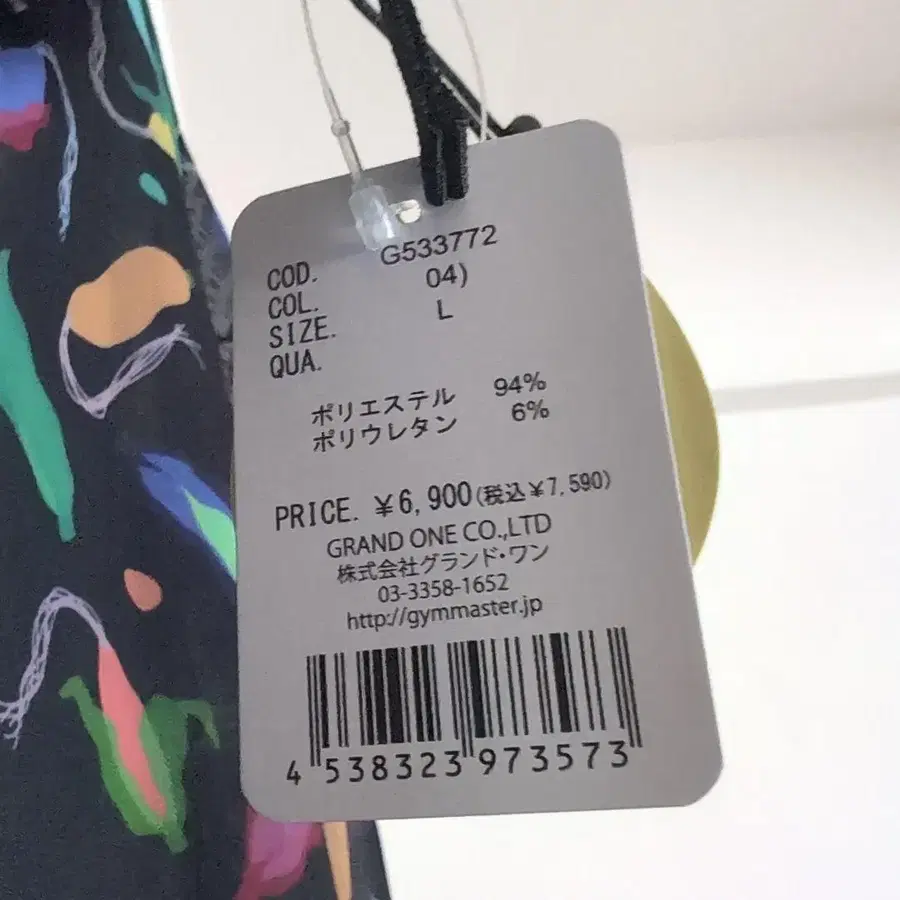 COD. G533772
COL. 04)
SIZE. L
QUA.
ポリエステル 94%
ポリウレタン 6%
PRICE. ¥6,900(税込¥7,590)
GRAND ONE CO.,LTD
株式会社グランド・ワン
03-3358-1652
http://gymmaster.jp
4 538323 973573